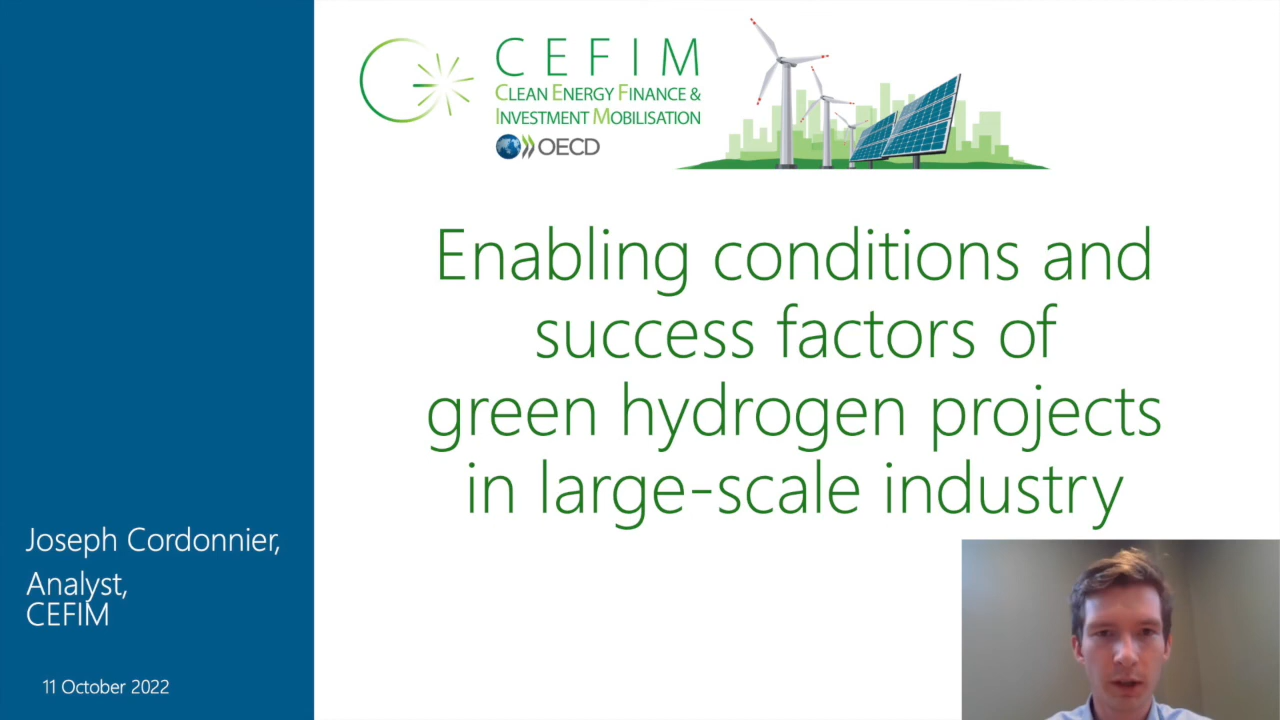 CEFIM
CLEAN ENERGY FINANCE &
INVESTMENT MOBILISATION
OECD
Enabling conditions and
success factors of
green hydrogen projects
in large-scale industry
Joseph Cordonnier,
Analyst,
CEFIM
11 October 2022